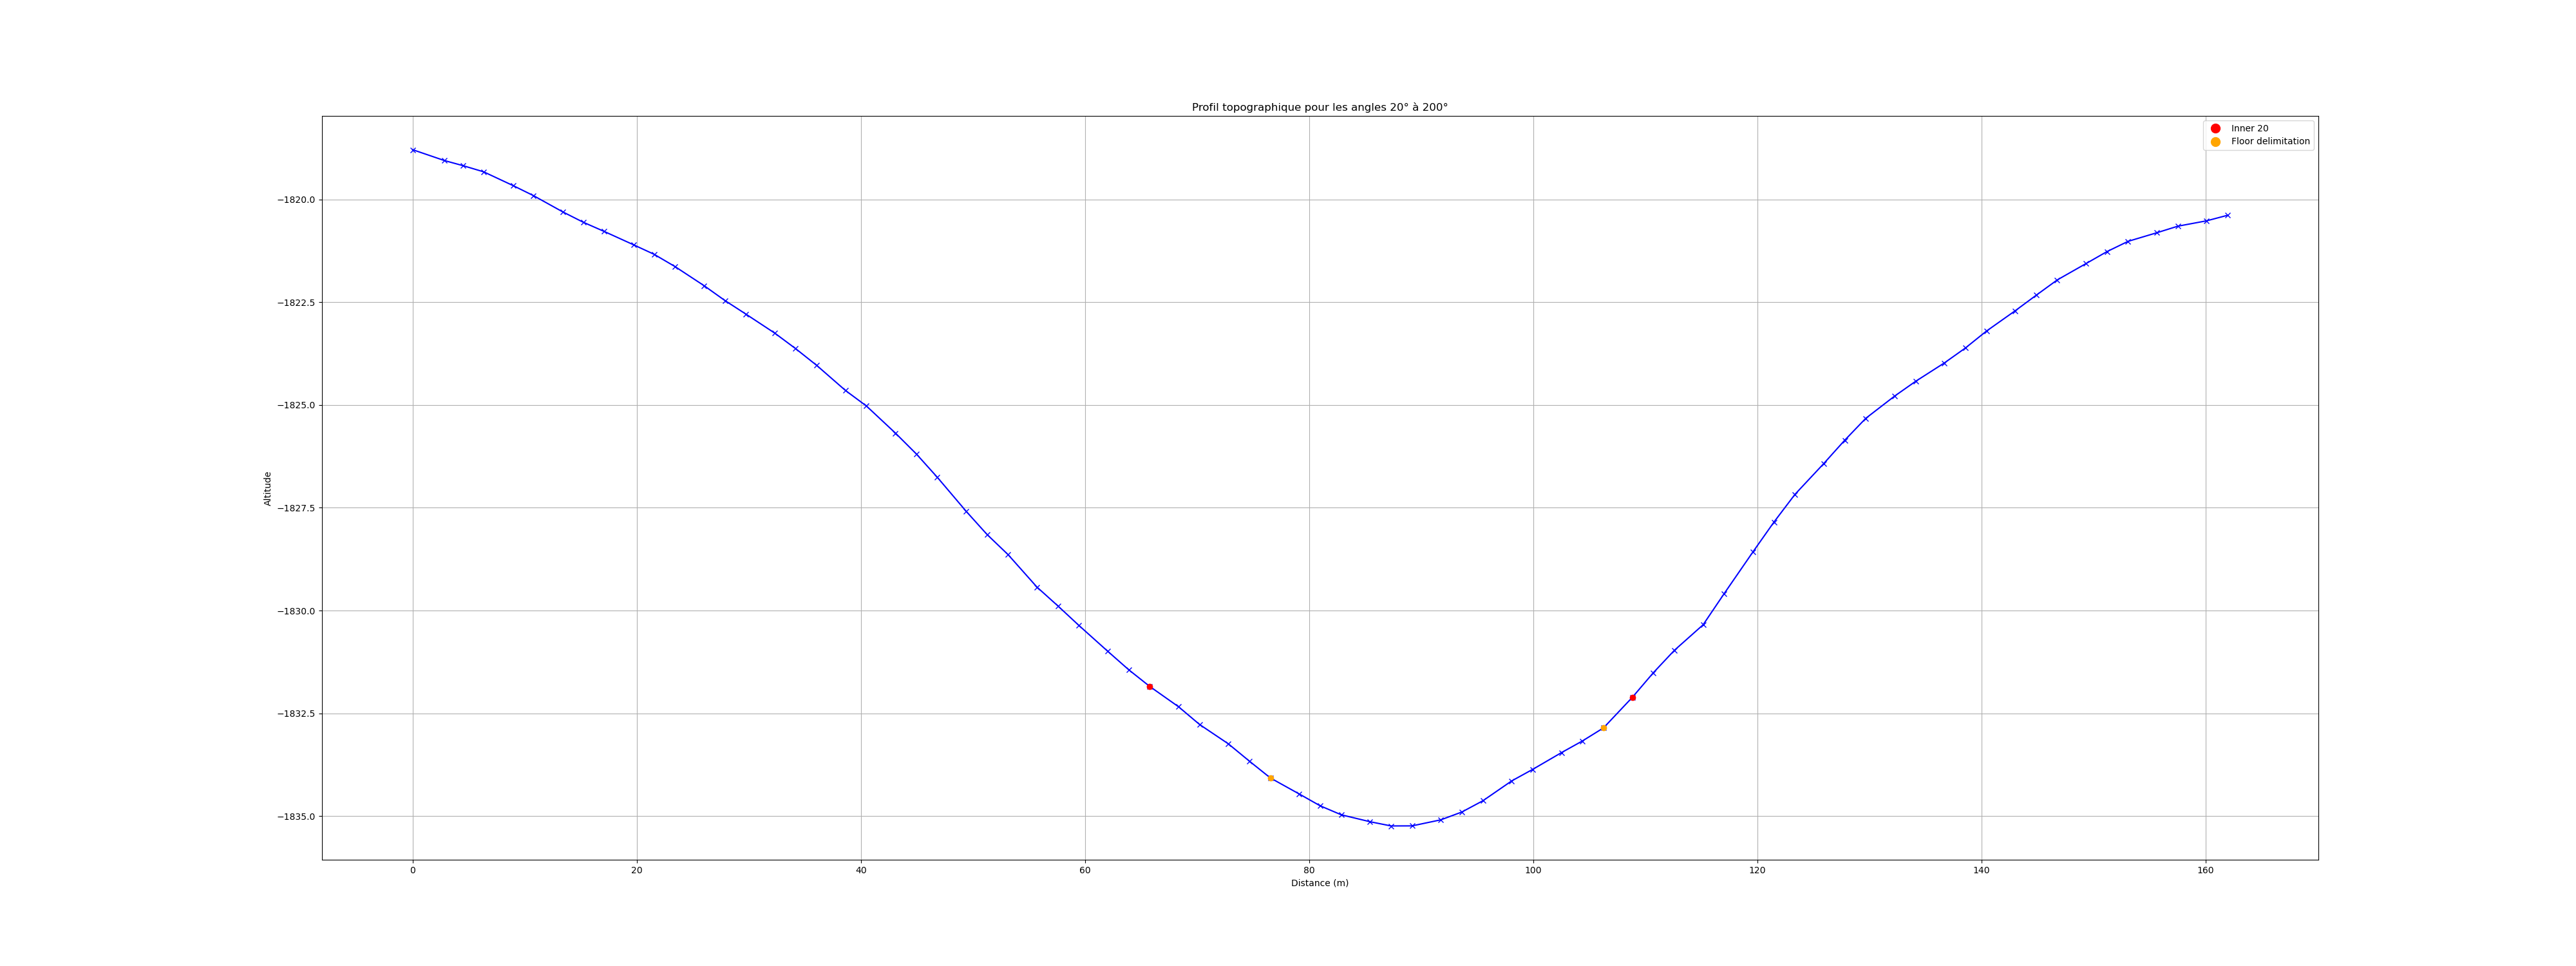 Profil topographique pour les angles 20° à 200°
Inner 20
Floor delimitation
−1820.0
−1822.5
−1825.0
−1827.5
−1830.0
−1832.5
−1835.0
Altitude
0 20 40 60 80 100 120 140 160
Distance (m)